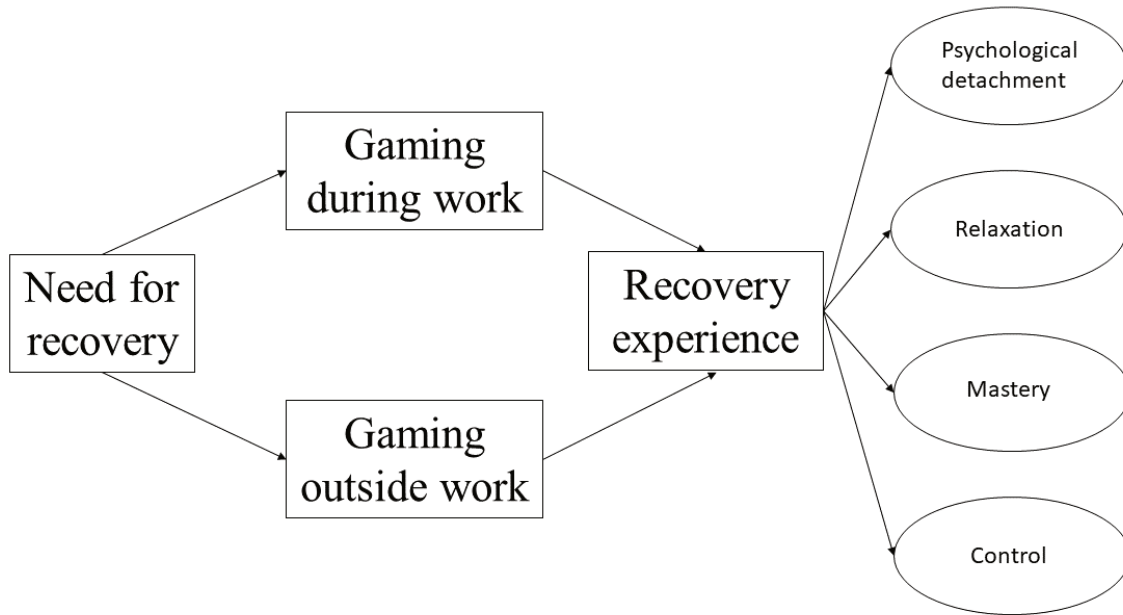 Need for
recovery
Gaming
during work
Gaming
outside work
Recovery
experience
Psychological
detachment
Relaxation
Mastery
Control